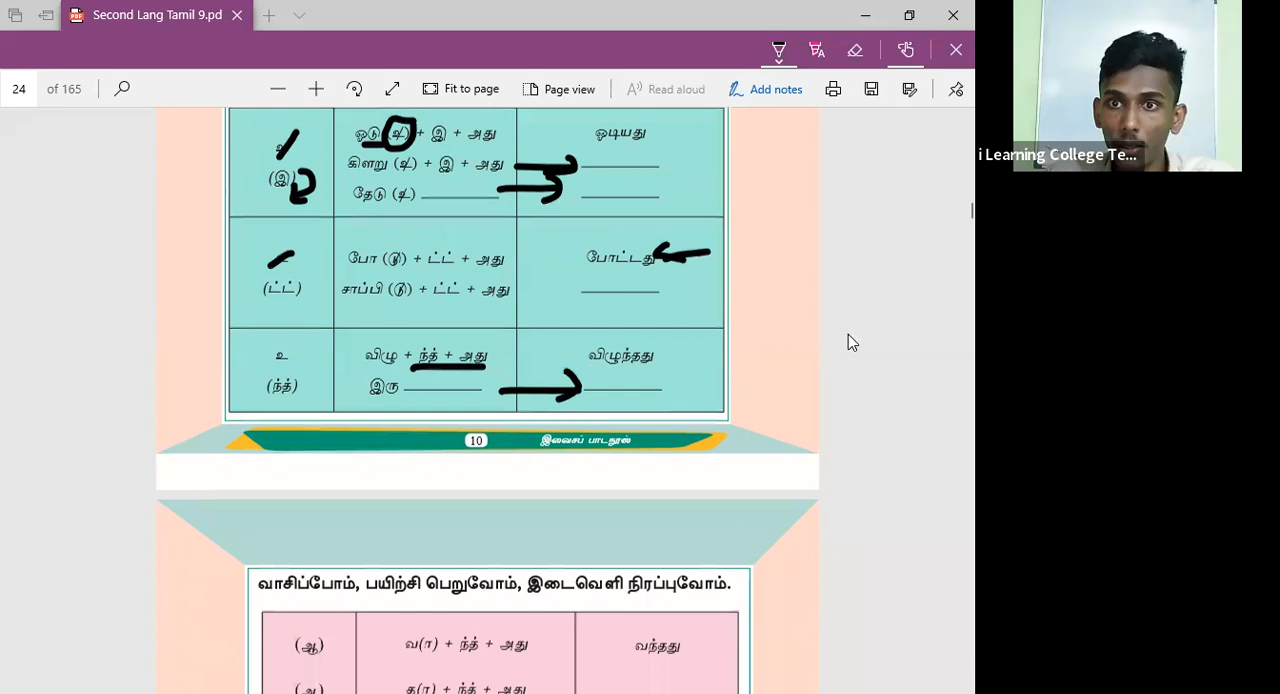 Second Lang Tamil 9.pd
24 of 165
Fit to page
Page view
Read aloud
Add notes
i Learning College Te...
ஓடு (டீ) + இ + அது ஓடியது
(இ) கிளறு (டீ) + இ + அது
தேடு (டீ)
போ (டு) + ட்ட் + அது போட்டது
(ட்ட்) சாப்பி (டு) + ட்ட் + அது
உ விழு + ந்த் + அது விழுந்தது
(ந்த்) இரு
10 இலவசப் பாடநூல்
வாசிப்போம், பயிற்சி பெறுவோம், இடைவெளி நிரப்புவோம்.
(ஆ) வ(ா) + ந்த் + அது வந்தது
(ஆ) த(ா) + ந்த் + அது